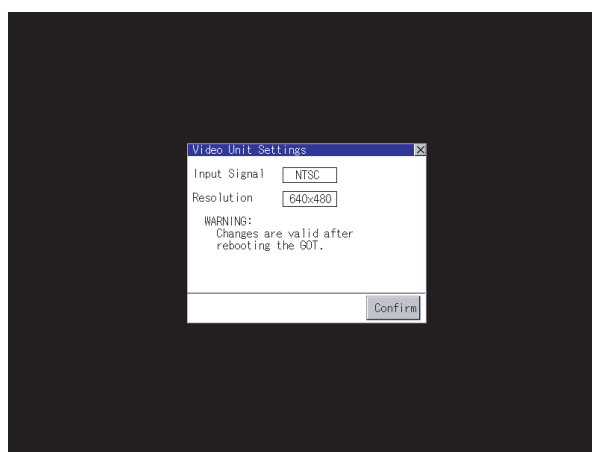 Video Unit Settings
Input Signal NTSC
Resolution 640x480
WARNING:
Changes are valid after
rebooting the GOT.
Confirm